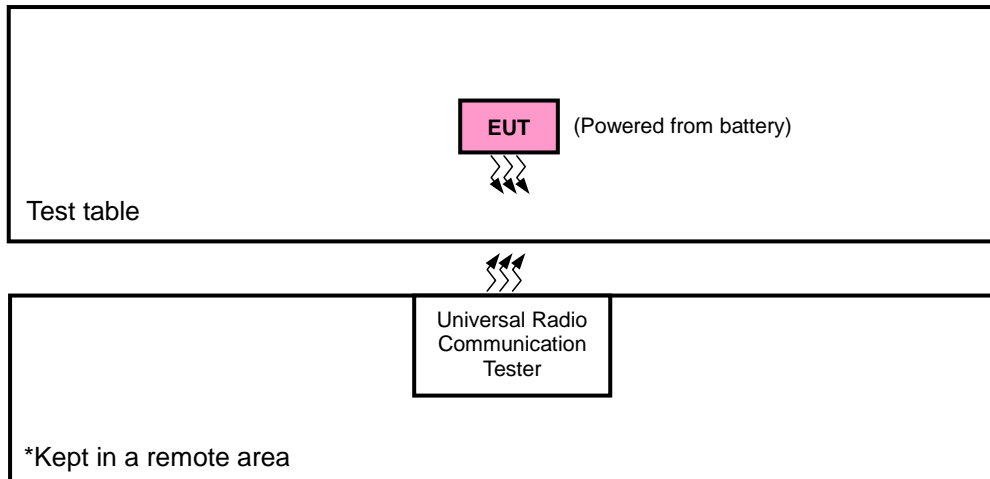 EUT
(Powered from battery)
Test table
Universal Radio
Communication
Tester
*Kept in a remote area